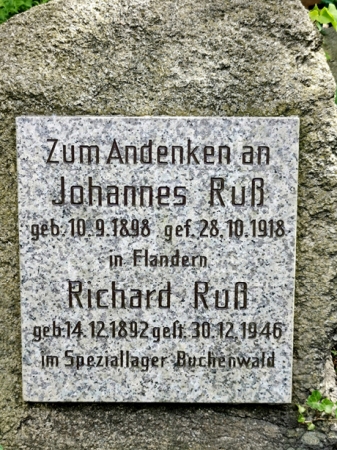 Zum Andenken an
Johannes Ruß
geb. 10.9.1898 gef. 28.10.1918
in Flandern
Richard Ruß
geb. 14.12.1892 gest. 30.12.1946
im Speziallager Buchenwald